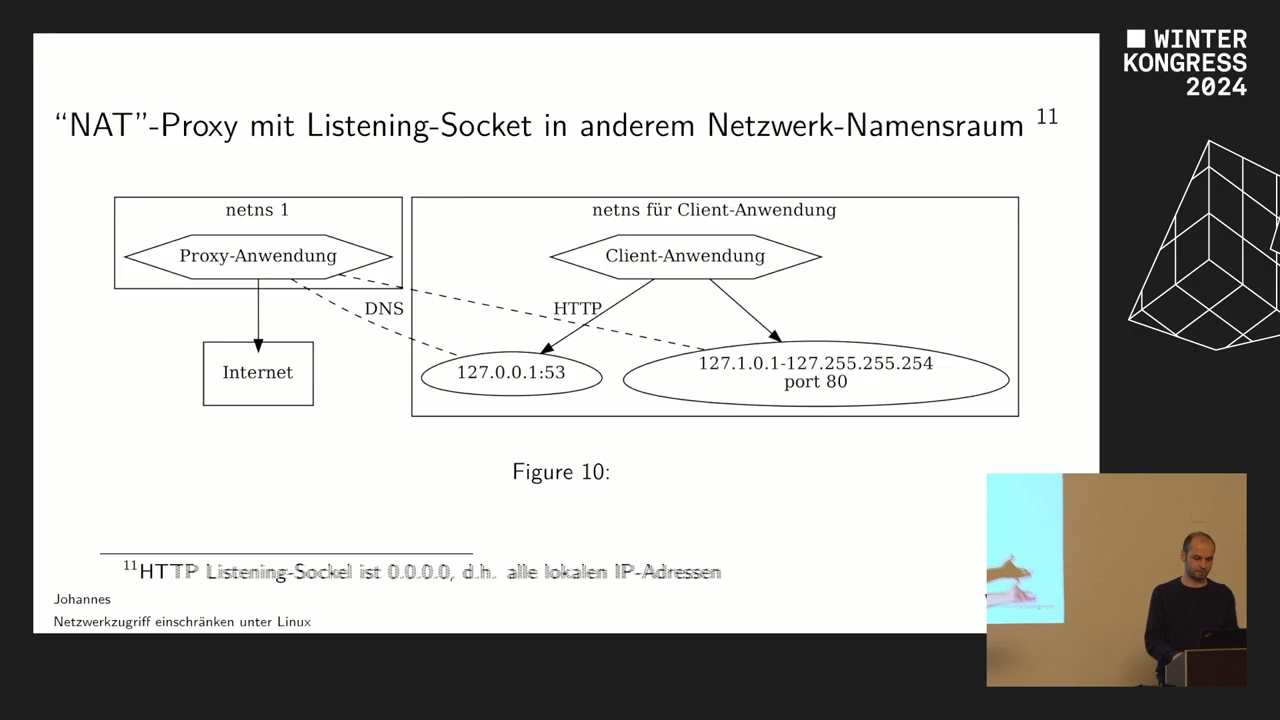 WINTER
KONGRESS
2024
“NAT”-Proxy mit Listening-Socket in anderem Netzwerk-Namensraum 11
netns 1
netns für Client-Anwendung
Proxy-Anwendung
Client-Anwendung
DNS
HTTP
Internet
127.0.0.1:53
127.1.0.1-127.255.255.254
port 80
Figure 10:
11HTTP Listening-Sockel ist 0.0.0.0, d.h. alle lokalen IP-Adressen
Johannes
Netzwerkzugriff einschränken unter Linux